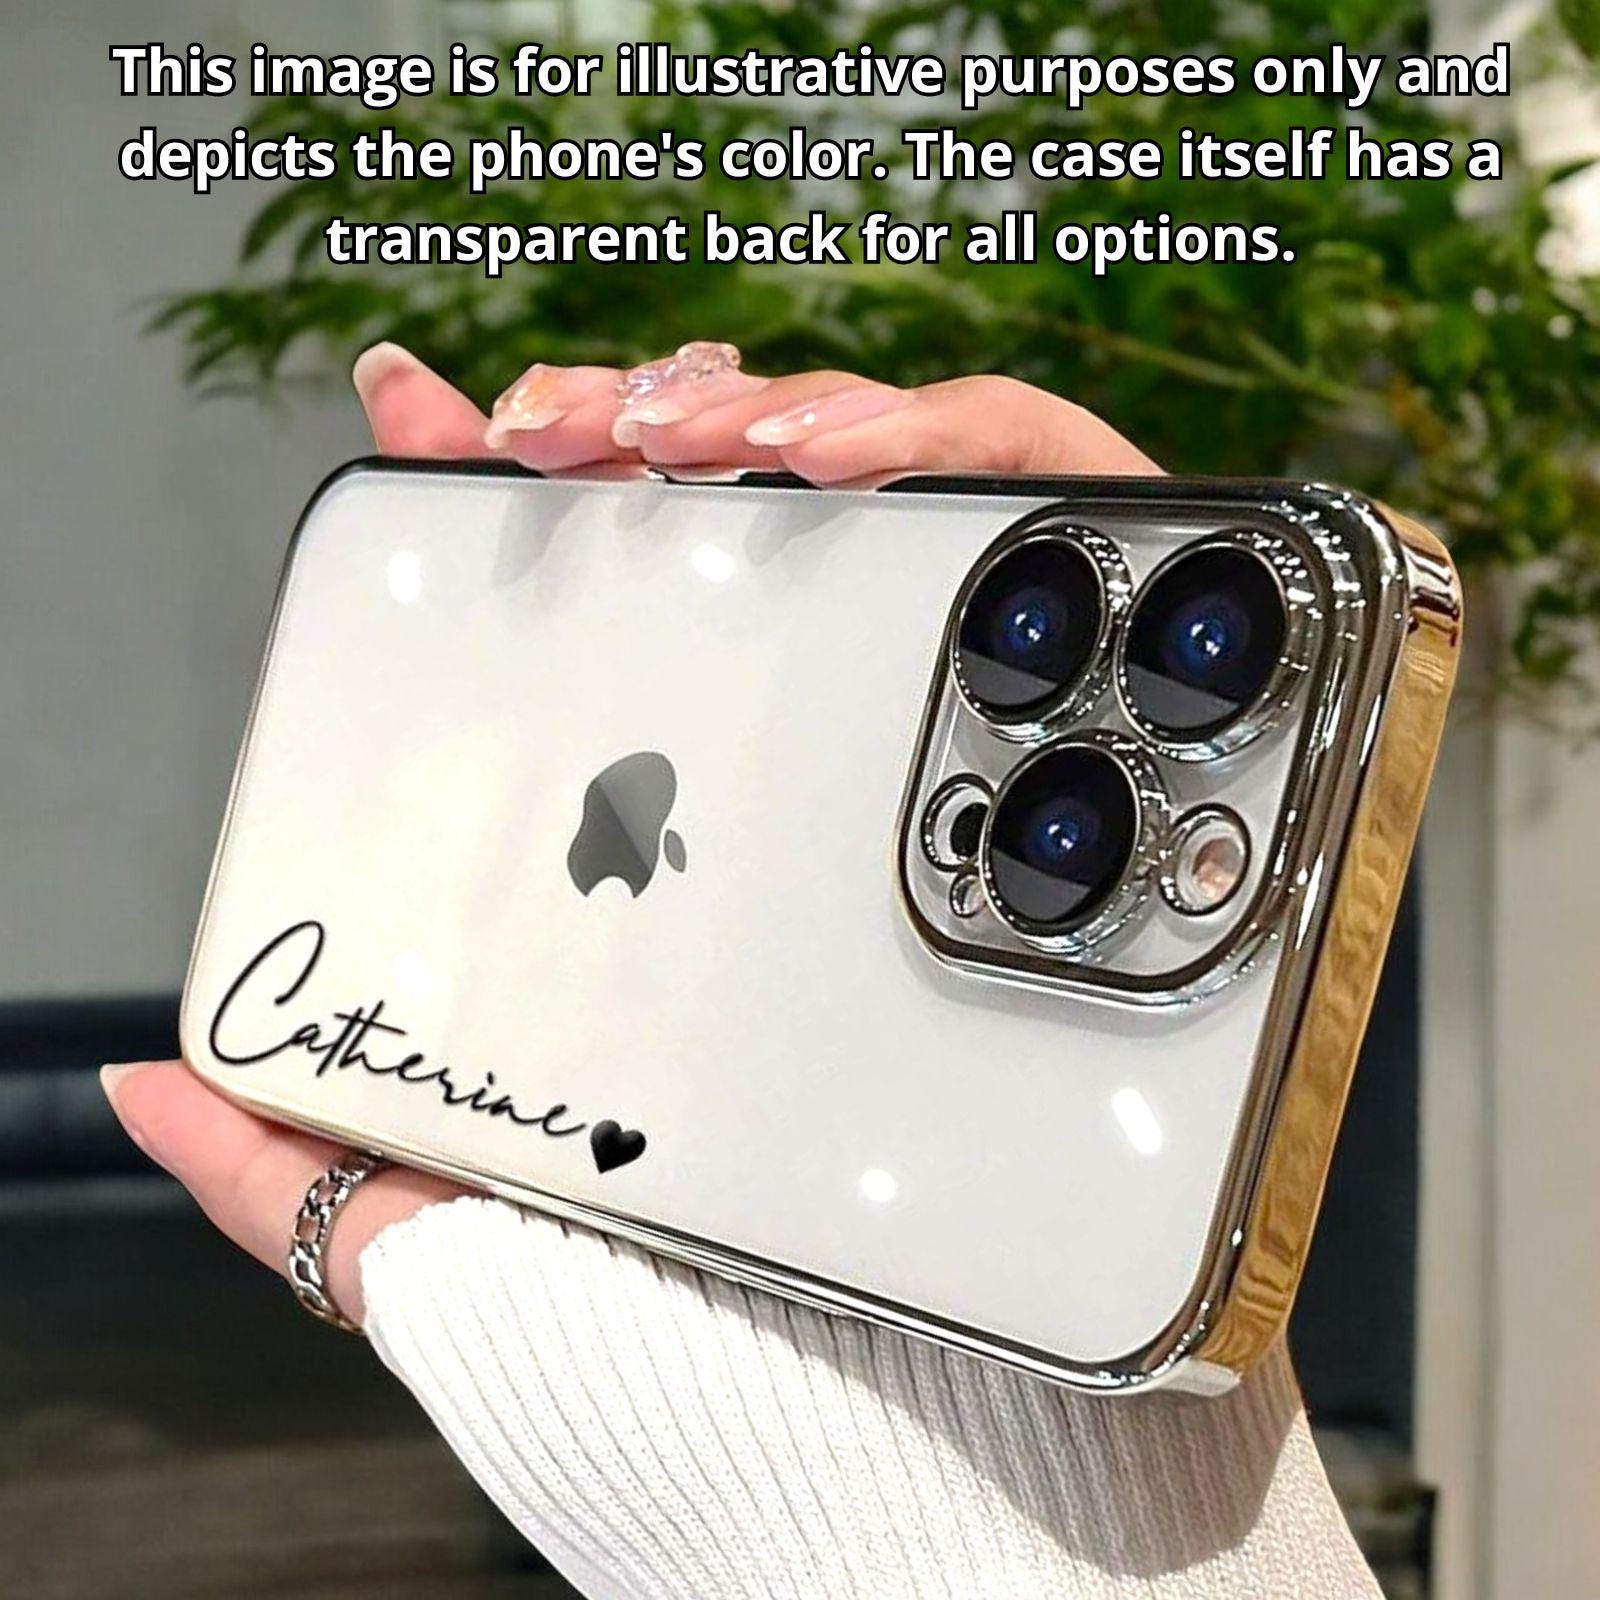 This image is for illustrative purposes only and
depicts the phone's color. The case itself has a
transparent back for all options.
Catherine